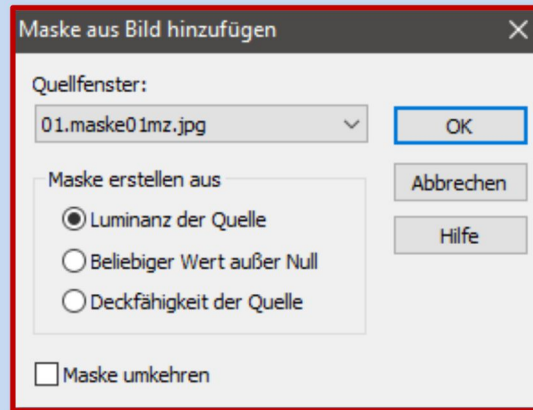 Maske aus Bild hinzufügen
Quellfenster:
01.maske01mz.jpg
OK
Maske erstellen aus
Abbrechen
Luminanz der Quelle
Hilfe
Beliebiger Wert außer Null
Deckfähigkeit der Quelle
Maske umkehren